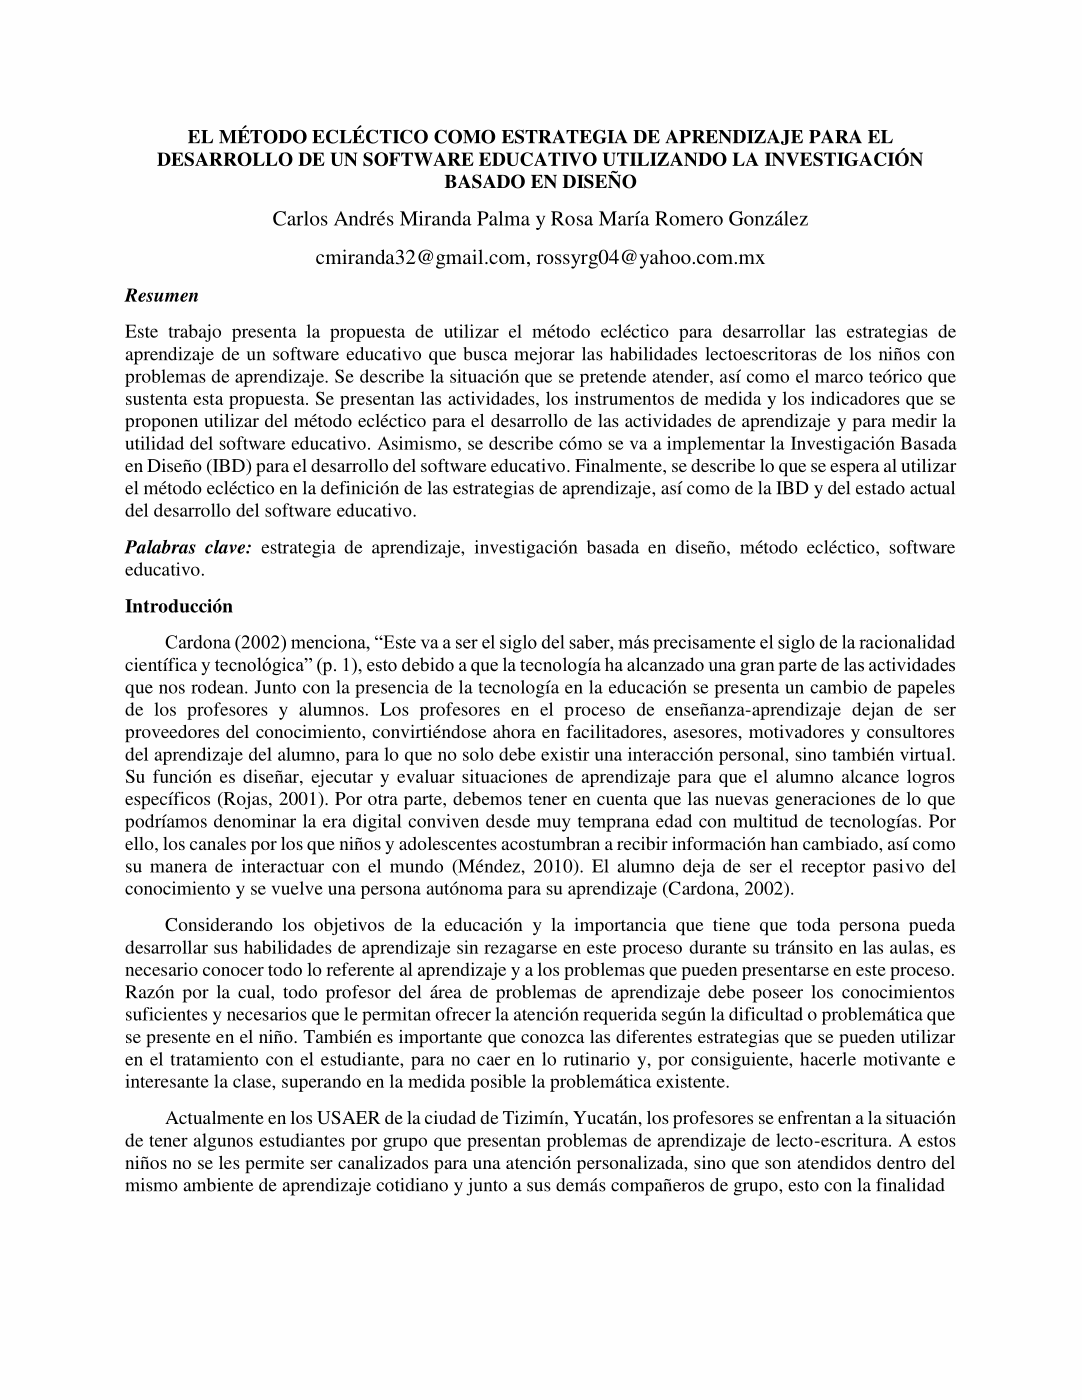 EL MÉTODO ECLÉCTICO COMO ESTRATEGIA DE APRENDIZAJE PARA EL
DESARROLLO DE UN SOFTWARE EDUCATIVO UTILIZANDO LA INVESTIGACIÓN
BASADO EN DISEÑO
Carlos Andrés Miranda Palma y Rosa María Romero González
cmiranda32@gmail.com, rossyrg04@yahoo.com.mx
Resumen
Este trabajo presenta la propuesta de utilizar el método ecléctico para desarrollar las estrategias de
aprendizaje de un software educativo que busca mejorar las habilidades lectoescritoras de los niños con
problemas de aprendizaje. Se describe la situación que se pretende atender, así como el marco teórico que
sustenta esta propuesta. Se presentan las actividades, los instrumentos de medida y los indicadores que se
proponen utilizar del método ecléctico para el desarrollo de las actividades de aprendizaje y para medir la
utilidad del software educativo. Asimismo, se describe cómo se va a implementar la Investigación Basada
en Diseño (IBD) para el desarrollo del software educativo. Finalmente, se describe lo que se espera al utilizar
el método ecléctico en la definición de las estrategias de aprendizaje, así como de la IBD y del estado actual
del desarrollo del software educativo.
Palabras clave: estrategia de aprendizaje, investigación basada en diseño, método ecléctico, software
educativo.
Introducción
Cardona (2002) menciona, “Este va a ser el siglo del saber, más precisamente el siglo de la racionalidad
científica y tecnológica” (p. 1), esto debido a que la tecnología ha alcanzado una gran parte de las actividades
que nos rodean. Junto con la presencia de la tecnología en la educación se presenta un cambio de papeles
de los profesores y alumnos. Los profesores en el proceso de enseñanza-aprendizaje dejan de ser
proveedores del conocimiento, convirtiéndose ahora en facilitadores, asesores, motivadores y consultores
del aprendizaje del alumno, para lo que no solo debe existir una interacción personal, sino también virtual.
Su función es diseñar, ejecutar y evaluar situaciones de aprendizaje para que el alumno alcance logros
específicos (Rojas, 2001). Por otra parte, debemos tener en cuenta que las nuevas generaciones de lo que
podríamos denominar la era digital conviven desde muy temprana edad con multitud de tecnologías. Por
ello, los canales por los que niños y adolescentes acostumbran a recibir información han cambiado, así como
su manera de interactuar con el mundo (Méndez, 2010). El alumno deja de ser el receptor pasivo del
conocimiento y se vuelve una persona autónoma para su aprendizaje (Cardona, 2002).
Considerando los objetivos de la educación y la importancia que tiene que toda persona pueda
desarrollar sus habilidades de aprendizaje sin rezagarse en este proceso durante su tránsito en las aulas, es
necesario conocer todo lo referente al aprendizaje y a los problemas que pueden presentarse en este proceso.
Razón por la cual, todo profesor del área de problemas de aprendizaje debe poseer los conocimientos
suficientes y necesarios que le permitan ofrecer la atención requerida según la dificultad o problemática que
se presente en el niño. También es importante que conozca las diferentes estrategias que se pueden utilizar
en el tratamiento con el estudiante, para no caer en lo rutinario y, por consiguiente, hacerle motivante e
interesante la clase, superando en la medida posible la problemática existente.
Actualmente en los USAER de la ciudad de Tizimín, Yucatán, los profesores se enfrentan a la situación
de tener algunos estudiantes por grupo que presentan problemas de aprendizaje de lecto-escritura. A estos
niños no se les permite ser canalizados para una atención personalizada, sino que son atendidos dentro del
mismo ambiente de aprendizaje cotidiano y junto a sus demás compañeros de grupo, esto con la finalidad